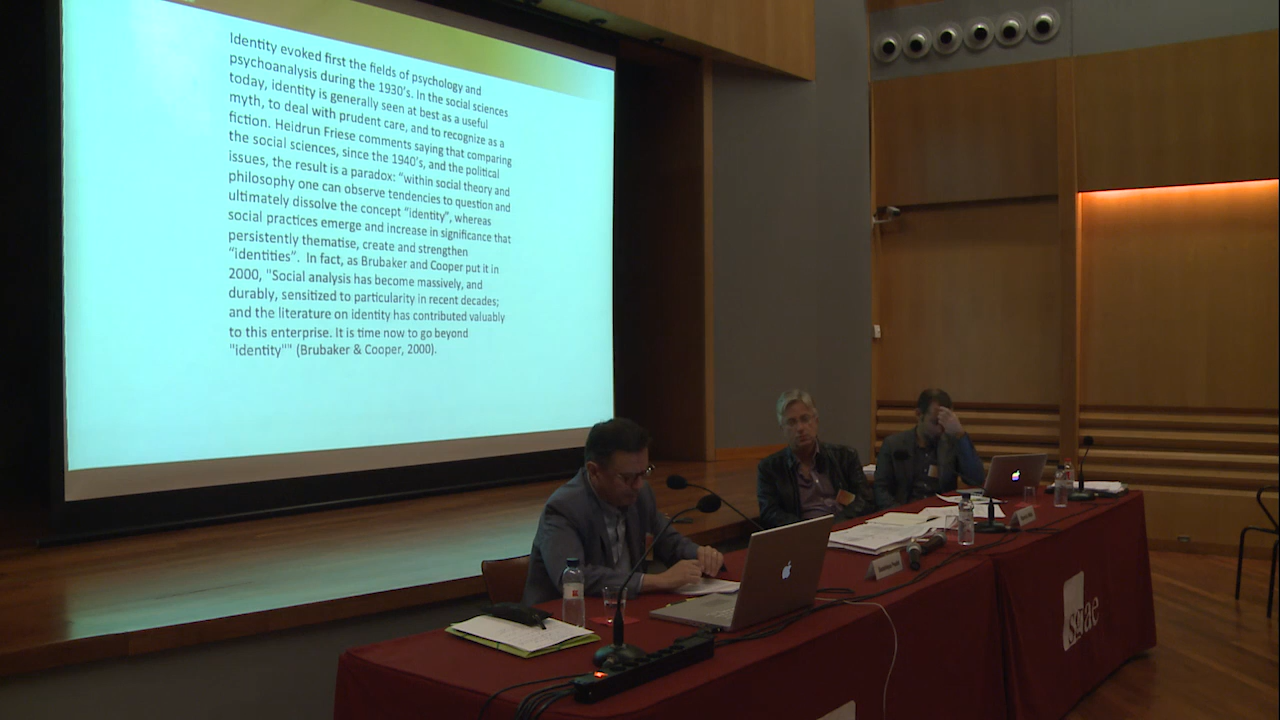 Identity evoked first the fields of psychology and
psychoanalysis during the 1930's. In the social sciences
today, identity is generally seen at best as a useful
myth, to deal with prudent care, and to recognize as a
fiction. Heidrun Friese comments saying that comparing
the social sciences, since the 1940's, and the political
issues, the result is a paradox: “within social theory and
philosophy one can observe tendencies to question and
ultimately dissolve the concept “identity”, whereas
social practices emerge and increase in significance that
persistently thematise, create and strengthen
“identities”. In fact, as Brubaker and Cooper put it in
2000, "Social analysis has become massively, and
durably, sensitized to particularity in recent decades;
and the literature on identity has contributed valuably
to this enterprise. It is time now to go beyond
"identity"" (Brubaker & Cooper, 2000).
sgae